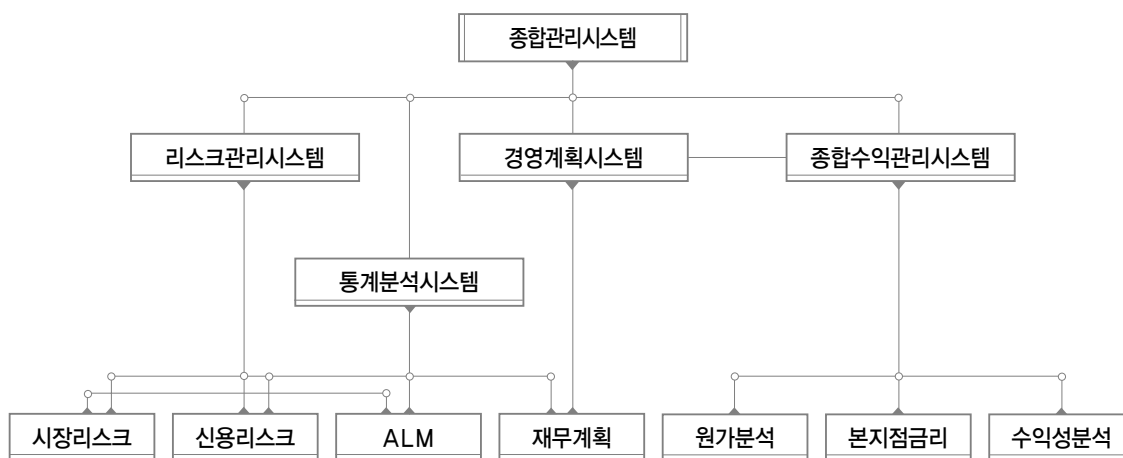 종합관리시스템
리스크관리시스템
경영계획시스템
종합수익관리시스템
통계분석시스템
시장리스크
신용리스크
ALM
재무계획
원가분석
본지점금리
수익성분석